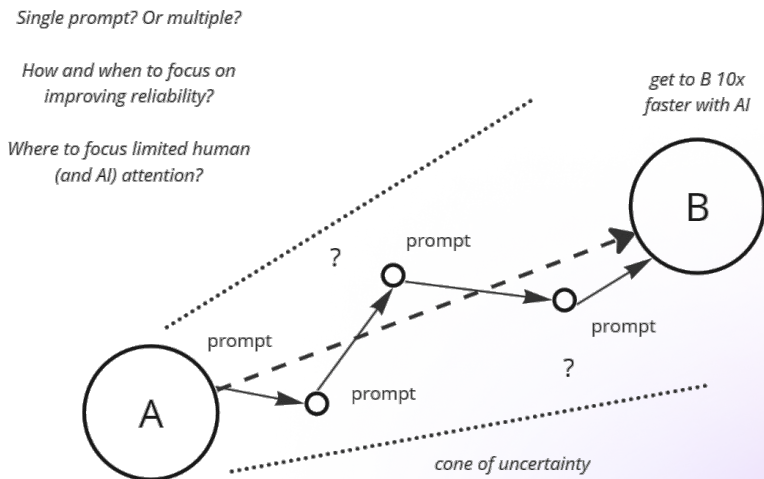 Single prompt? Or multiple?
How and when to focus on
improving reliability?
Where to focus limited human
(and AI) attention?
get to B 10x
faster with AI
B
prompt
?
prompt
prompt
prompt
?
A
cone of uncertainty